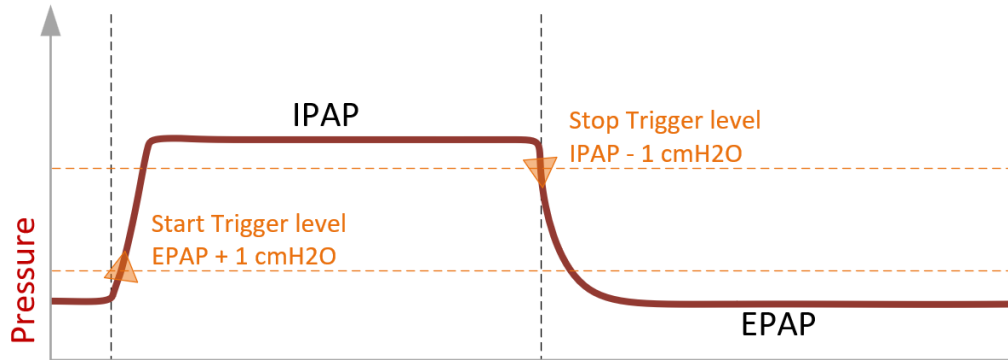 IPAP
Stop Trigger level
IPAP - 1 cmH2O
Start Trigger level
EPAP + 1 cmH2O
Pressure
EPAP